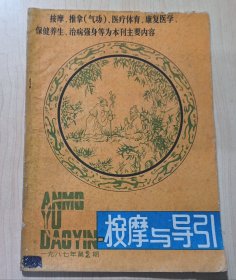 按摩、推拿(气功)、医疗体育、康复医学、
保健养生、治病强身等为本刊主要内容
ANMO
YU
DAOYIN
按摩与导引
一九八七年第2期